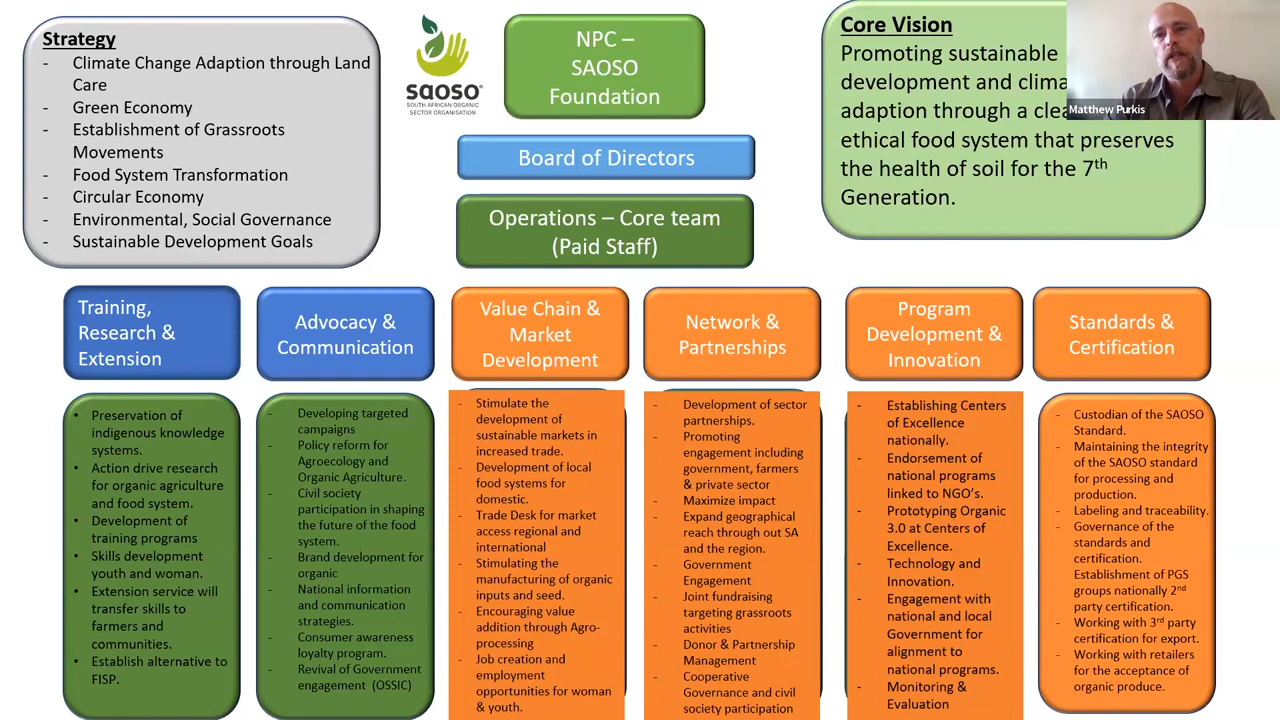 Strategy
- Climate Change Adaption through Land
Care
- Green Economy
- Establishment of Grassroots
Movements
- Food System Transformation
- Circular Economy
- Environmental, Social Governance
- Sustainable Development Goals
saoso
SOUTH AFRICAN ORGANIC
SECTOR ORGANISATION
NPC –
SAOSO
Foundation
Board of Directors
Operations – Core team
(Paid Staff)
Core Vision
Promoting sustainable
development and clima
adaption through a clea
ethical food system that preserves
the health of soil for the 7th
Generation.
Matthew Purkis
Training,
Research &
Extension
• Preservation of
indigenous knowledge
systems.
• Action drive research
for organic agriculture
and food system.
• Development of
training programs
• Skills development
youth and woman.
• Extension service will
transfer skills to
farmers and
communities.
• Establish alternative to
FISP.
Advocacy &
Communication
- Developing targeted
campaigns
- Policy reform for
Agroecology and
Organic Agriculture.
- Civil society
participation in shaping
the future of the food
system.
- Brand development for
organic
- National information
and communication
strategies.
- Consumer awareness
loyalty program.
- Revival of Government
engagement (OSSIC)
Value Chain &
Market
Development
- Stimulate the
development of
sustainable markets in
increased trade.
- Development of local
food systems for
domestic.
- Trade Desk for market
access regional and
international
- Stimulating the
manufacturing of organic
inputs and seed.
- Encouraging value
addition through Agro-
processing
- Job creation and
employment
opportunities for woman
& youth.
Network &
Partnerships
- Development of sector
partnerships.
- Promoting
engagement including
government, farmers
& private sector
- Maximize impact
- Expand geographical
reach through out SA
and the region.
- Government
Engagement
- Joint fundraising
targeting grassroots
activities
- Donor & Partnership
Management
- Cooperative
Governance and civil
society participation
Program
Development &
Innovation
- Establishing Centers
of Excellence
nationally.
- Endorsement of
national programs
linked to NGO's.
- Prototyping Organic
3.0 at Centers of
Excellence.
- Technology and
Innovation.
- Engagement with
national and local
Government for
alignment to
national programs.
- Monitoring &
Evaluation
Standards &
Certification
- Custodian of the SAOSO
Standard.
- Maintaining the integrity
of the SAOSO standard
for processing and
production.
- Labeling and traceability.
- Governance of the
standards and
certification.
- Establishment of PGS
groups nationally 2nd
party certification.
- Working with 3rd party
certification for export.
- Working with retailers
for the acceptance of
organic produce.